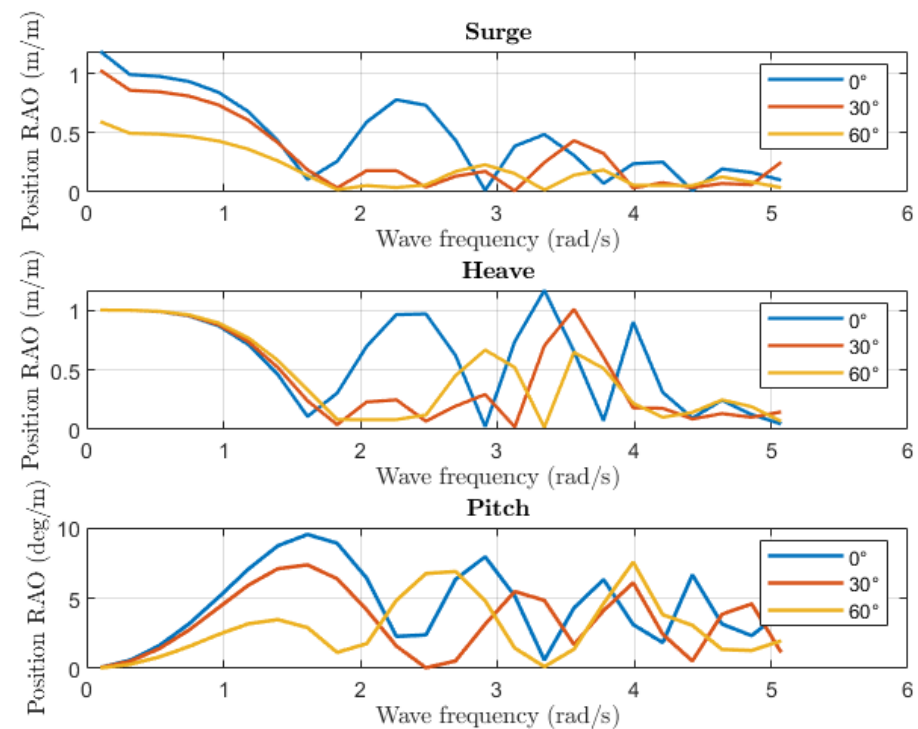 Surge
Position RAO (m/m)
1
0.5
0
0°
30°
60°
0 1 2 3 4 5 6
Wave frequency (rad/s)
Heave
Position RAO (m/m)
1
0.5
0
0°
30°
60°
0 1 2 3 4 5 6
Wave frequency (rad/s)
Pitch
Position RAO (deg/m)
10
5
0
0°
30°
60°
0 1 2 3 4 5 6
Wave frequency (rad/s)